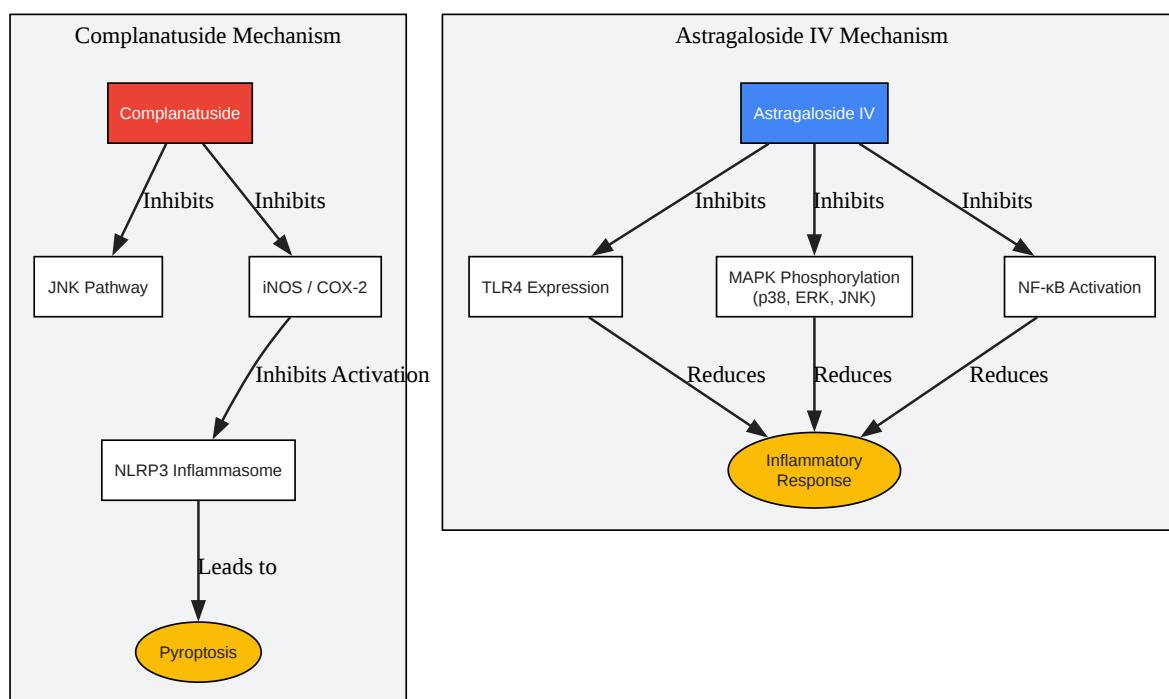 Complanatuside Mechanism
Complanatuside
Inhibits
Inhibits
JNK Pathway
iNOS / COX-2
Inhibits Activation
NLRP3 Inflammasome
Leads to
Pyroptosis
Astragaloside IV Mechanism
Astragaloside IV
Inhibits
Inhibits
Inhibits
TLR4 Expression
MAPK Phosphorylation
(p38, ERK, JNK)
NF-κB Activation
Reduces
Reduces
Reduces
Inflammatory
Response